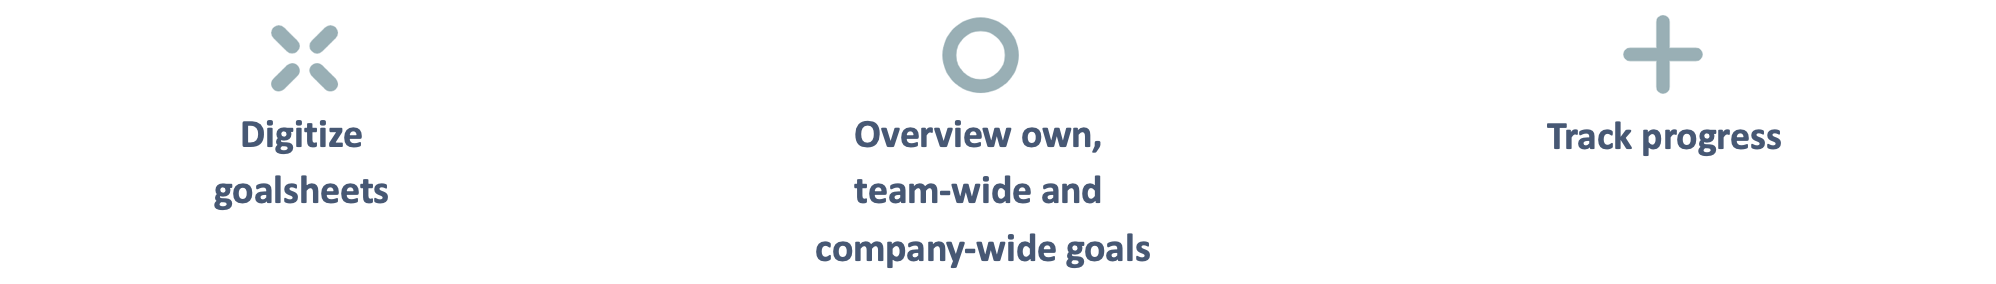 Digitize
goalsheets
Overview own,
team-wide and
company-wide goals
Track progress